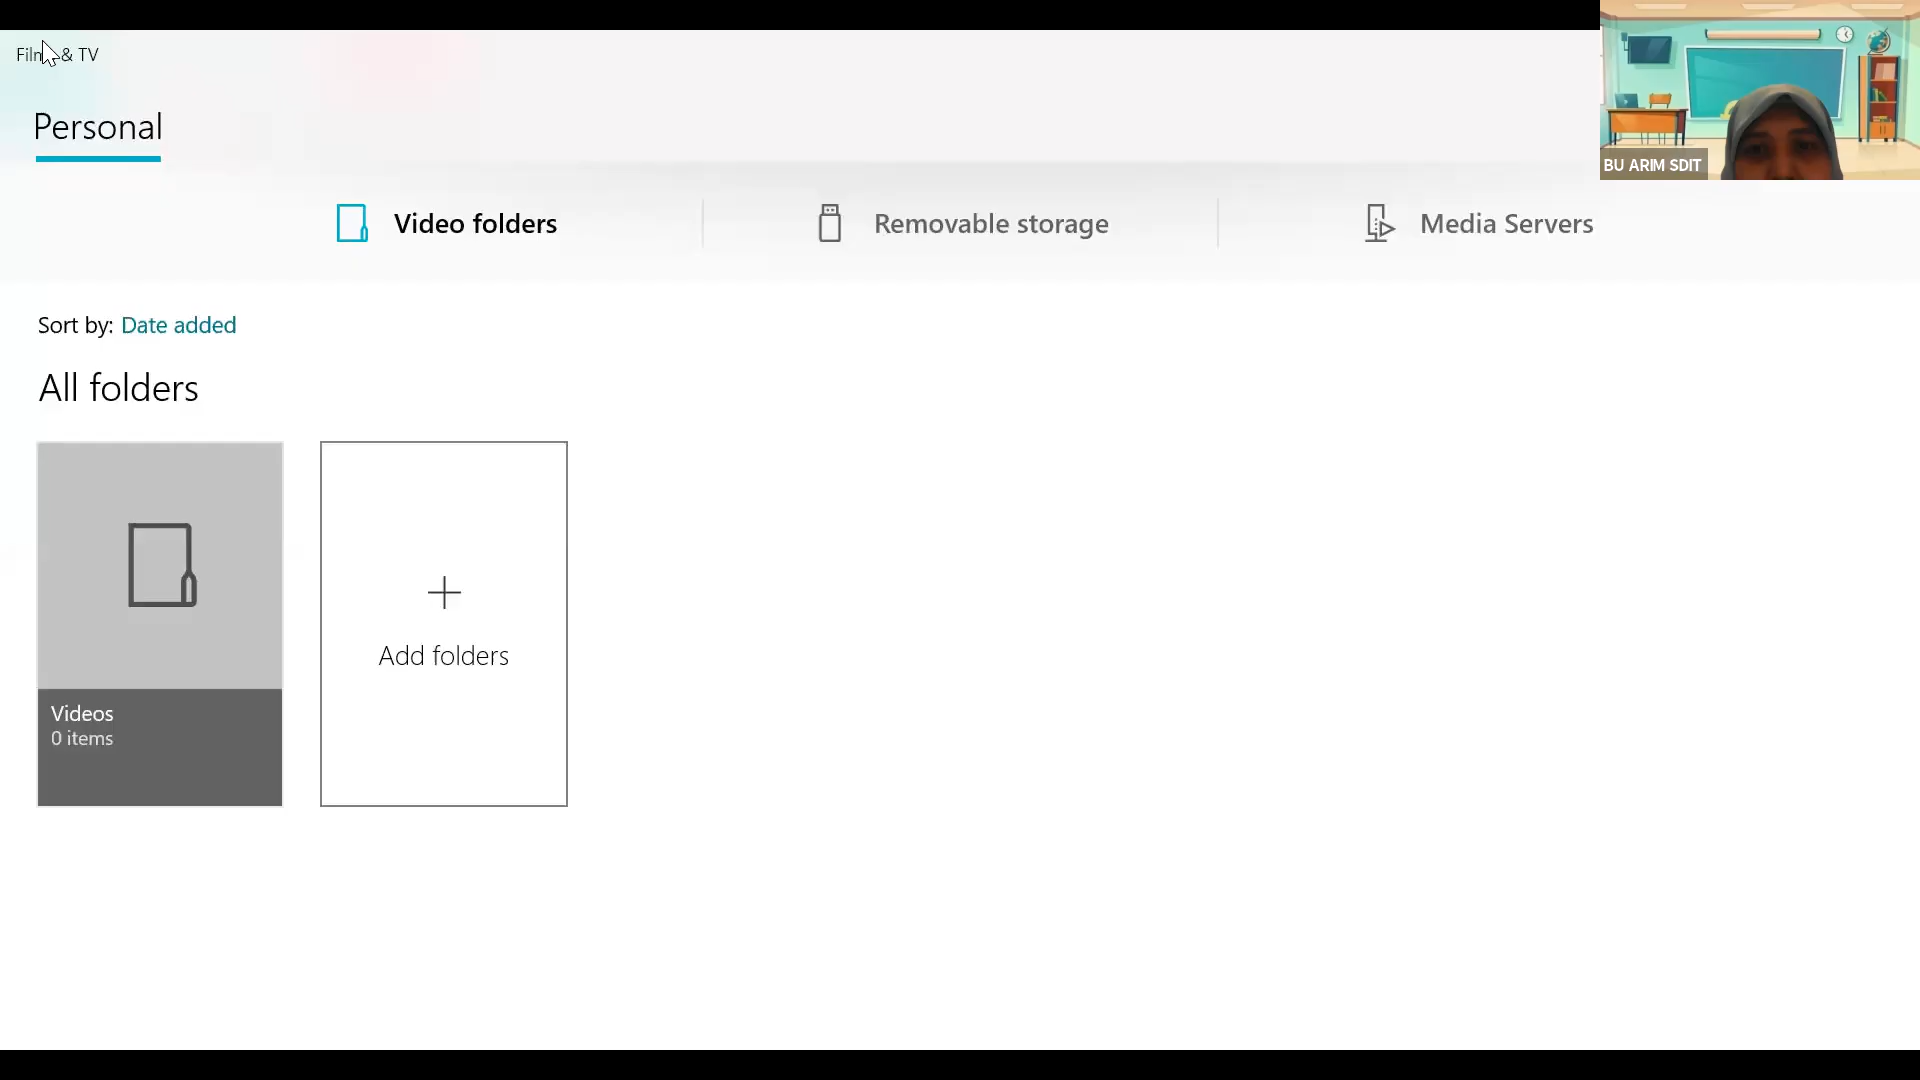 & TV
Personal
BU ARIM SDIT
Video folders
Removable storage
Media Servers
Sort by: Date added
All folders
Add folders
Videos
0 items